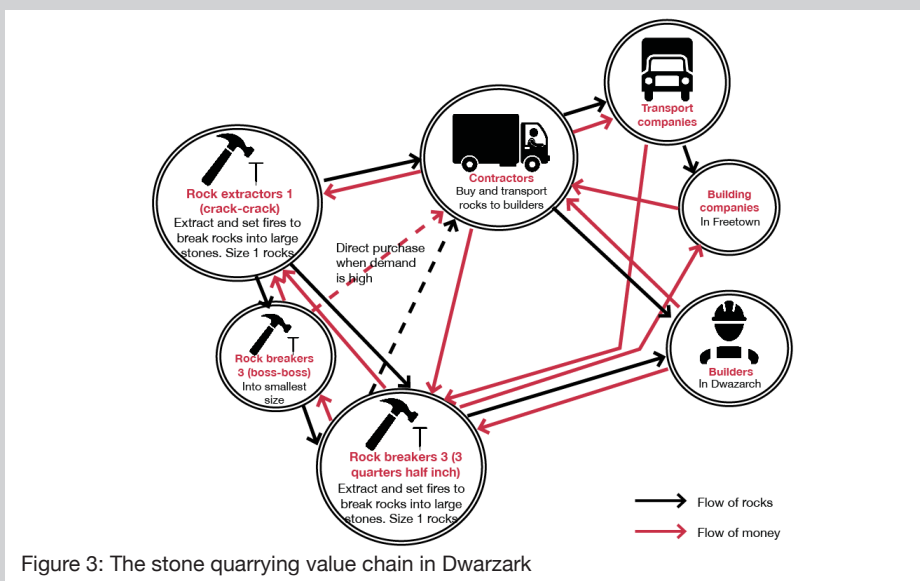 Transport
companies
Contractors
Buy and transport
rocks to builders
Rock extractors 1
(crack-crack)
Extract and set fires to
break rocks into large
stones. Size 1 rocks
Building
companies
In Freetown
Direct purchase
when demand
is high
Rock breakers
3 (boss-boss)
Into smallest
size
Builders
In Dwazarch
Rock breakers 3 (3
quarters half inch)
Extract and set fires to
break rocks into large
stones. Size 1 rocks
Flow of rocks
Flow of money
Figure 3: The stone quarrying value chain in Dwarzark